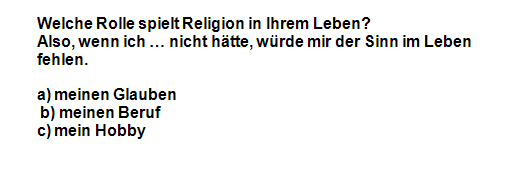 Welche Rolle spielt Religion in Ihrem Leben?
Also, wenn ich … nicht hätte, würde mir der Sinn im Leben
fehlen.
a) meinen Glauben
b) meinen Beruf
c) mein Hobby